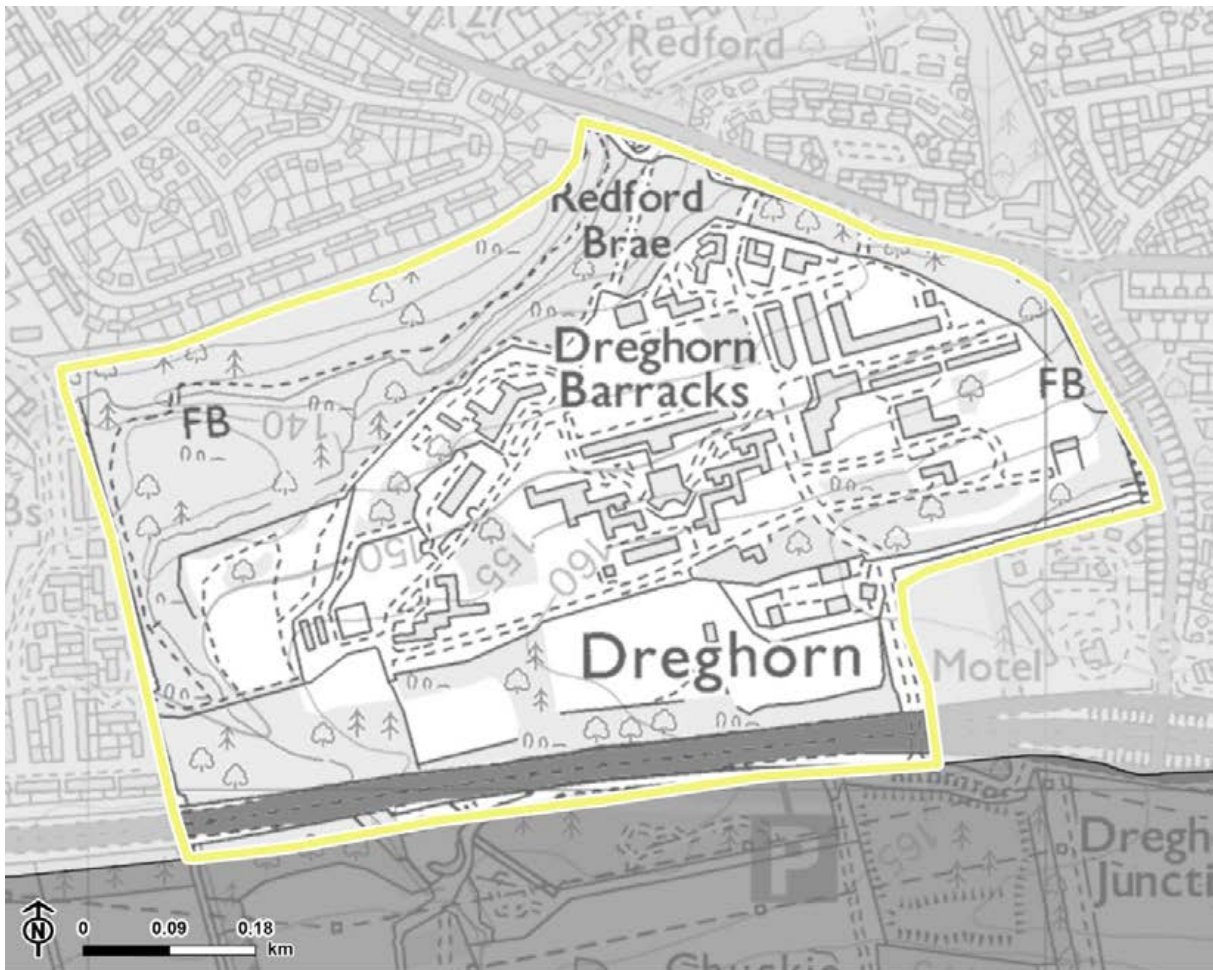 127
Redford
Redford
Brae
Dreghorn
Barracks
FB
FB
140
150
155
160
Dreghorn
Motel
P
Dregh
Juncti
N
0 0.09 0.18
km